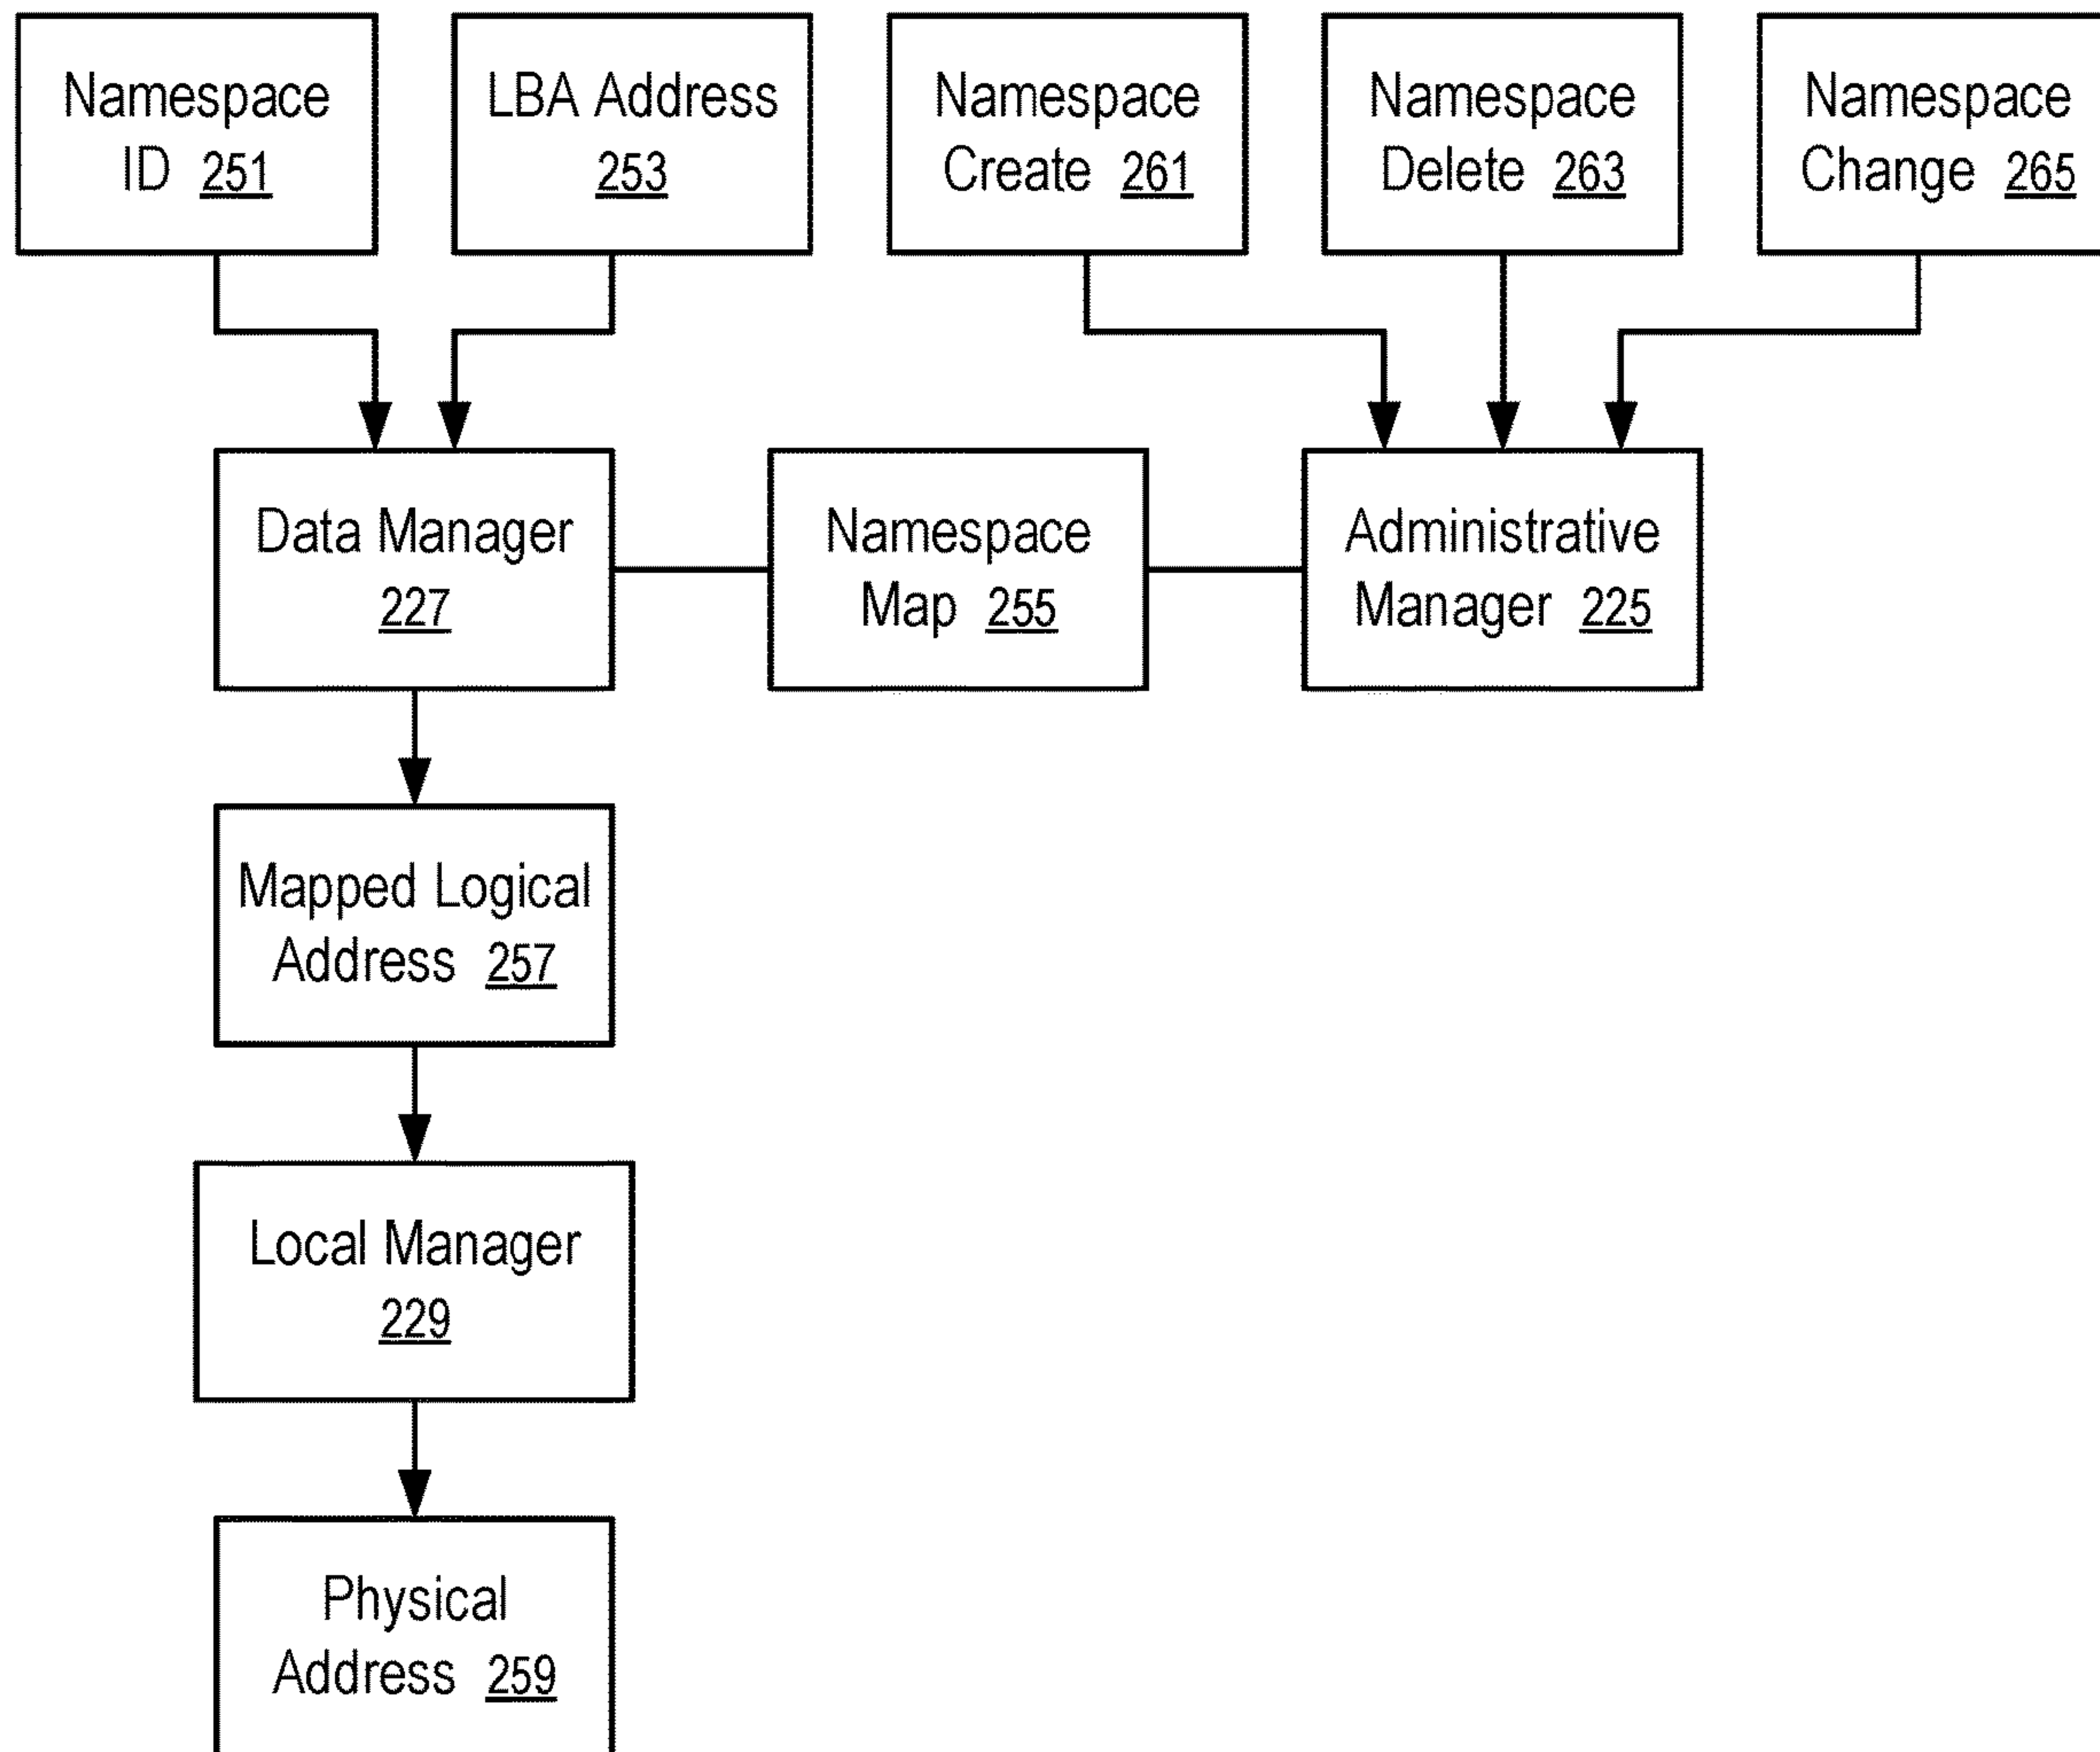 Namespace
ID 251
LBA Address
253
Namespace
Create 261
Namespace
Delete 263
Namespace
Change 265
Data Manager
227
Namespace
Map 255
Administrative
Manager 225
Mapped Logical
Address 257
Local Manager
229
Physical
Address 259